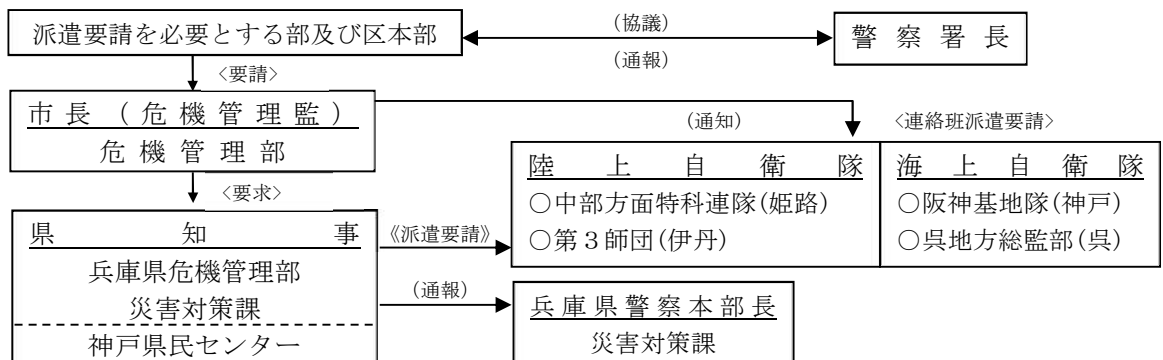 派遣要請を必要とする部及び区本部
(協議)
(通報)
警察署長
<要請>
市長(危機管理監)
危機管理部
(通知)
<連絡班派遣要請>
<要求>
陸上自衛隊
○中部方面特科連隊(姫路)
○第3師団(伊丹)
海上自衛隊
○阪神基地隊(神戸)
○呉地方総監部(呉)
県知事
兵庫県危機管理部
災害対策課
神戸県民センター
《派遣要請》
(通報)
兵庫県警察本部長
災害対策課